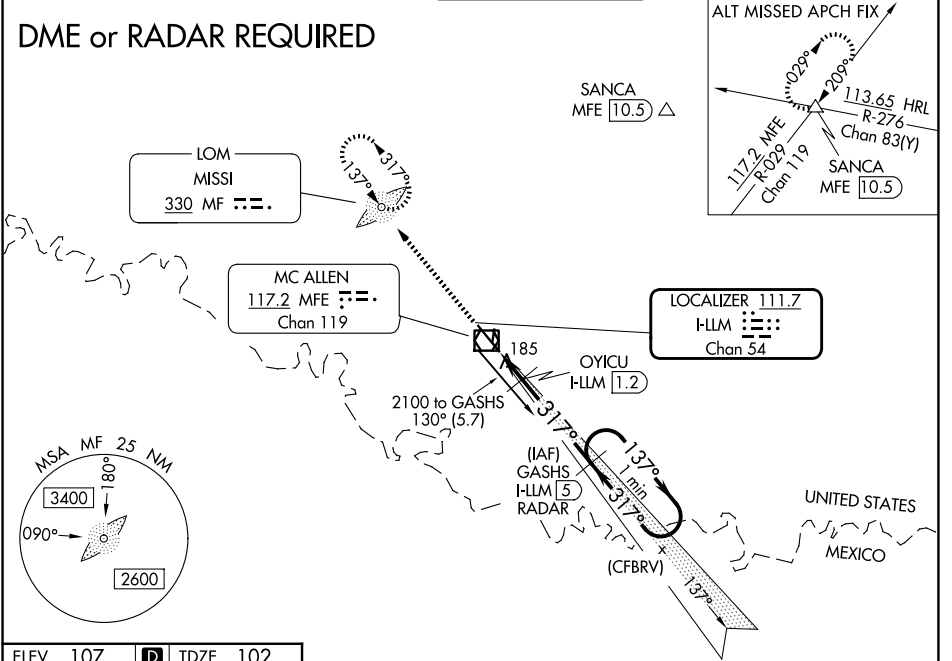 DME or RADAR REQUIRED
ALT MISSED APCH FIX
029°
209°
113.65 HRL
R-276
Chan 83(Y)
117.2 MFE
R-029
Chan 119
SANCA
MFE 10.5
SANCA
MFE 10.5
LOM
MISSI
330 MF
137°
317°
MC ALLEN
117.2 MFE
Chan 119
LOCALIZER 111.7
I-LLM
Chan 54
185
OYICU
I-LLM 1.2
2100 to GASHS
130° (5.7)
317°
(IAF)
GASHS
I-LLM 5
RADAR
137°
1 min
317°
UNITED STATES
MEXICO
x
(CFBRV)
137°
MSA MF 25 NM
180°
3400
090°
2600
ELEV 107 D TDZE 102